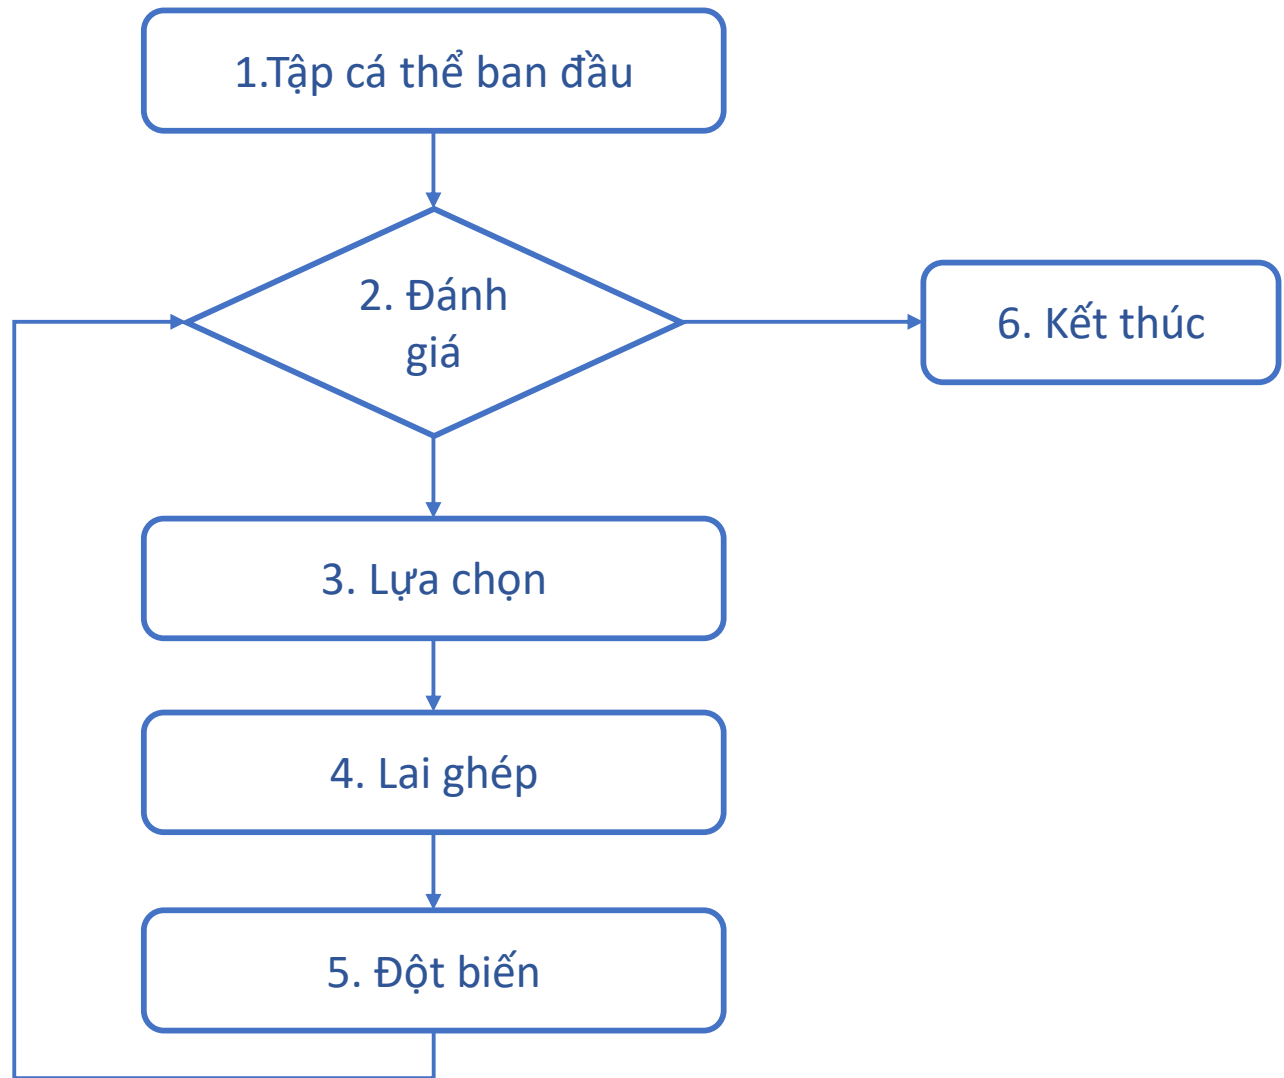 1.Tập cá thể ban đầu
2. Đánh
giá
6. Kết thúc
3. Lựa chọn
4. Lai ghép
5. Đột biến